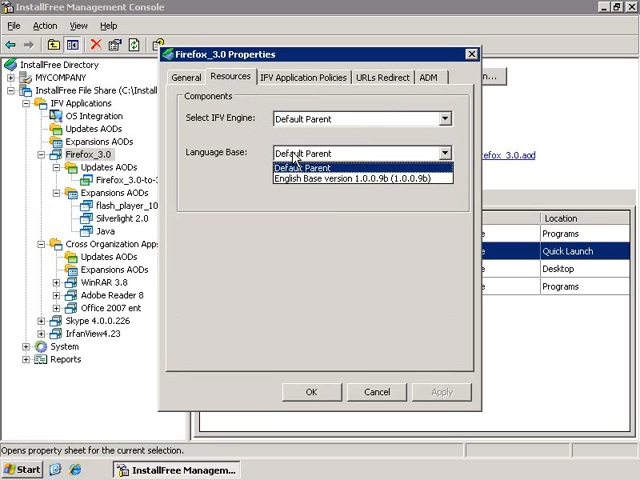 InstallFree Management Console
File Action View Help
InstallFree Directory
MYCOMPANY
InstallFree File Share (C:\Instal
IFV Applications
OS Integration
Updates AODs
Expansions AODs
Firefox_3.0
Updates AODs
Firefox_3.0-to-3
Expansions AODs
flash_player_10
Silverlight 2.0
Java
Cross Organization Apps
Updates AODs
Expansions AODs
WinRAR 3.8
Adobe Reader 8
Office 2007 ent
Skype 4.0.0.226
IrfanView4.23
System
Reports
Firefox_3.0 Properties
General Resources IFV Application Policies URLs Redirect ADM
Components
Select IFV Engine: Default Parent
Language Base: Default Parent
Default Parent
English Base version 1.0.0.9b (1.0.0.9b)
OK Cancel Apply
n...
refox_3.0.aod
Location
e Programs
e Quick Launch
e Desktop
e Programs
Opens property sheet for the current selection.
Start InstallFree Managem...